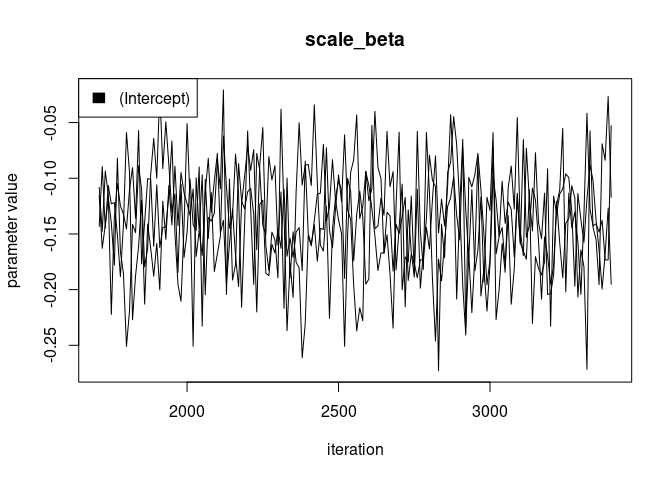 scale_beta
(Intercept)
-0.05
-0.10
-0.15
-0.20
-0.25
parameter value
2000 2500 3000
iteration